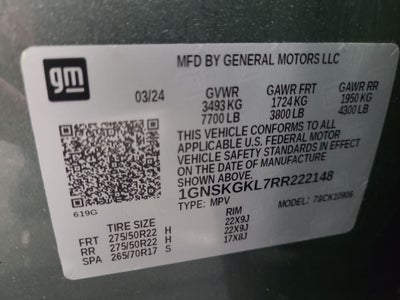 gm
MFD BY GENERAL MOTORS LLC
03/24 GVWR GAWR FRT GAWR RR
3493 KG 1724 KG 1950 KG
7700 LB 3800 LB 4300 LB
THIS VEHICLE CONFORMS TO ALL
APPLICABLE U.S. FEDERAL MOTOR
VEHICLE SAFETY STANDARDS IN EFFECT
ON THE DATE OF MANUFACTURE
1GNSKGKL7RR222148
619G TYPE: MPV MODEL: 78CK10906
TIRE SIZE RIM
FRT 275/50R22 H 22X9J
RR 275/50R22 H 22X9J
SPA 265/70R17 S 17X8J